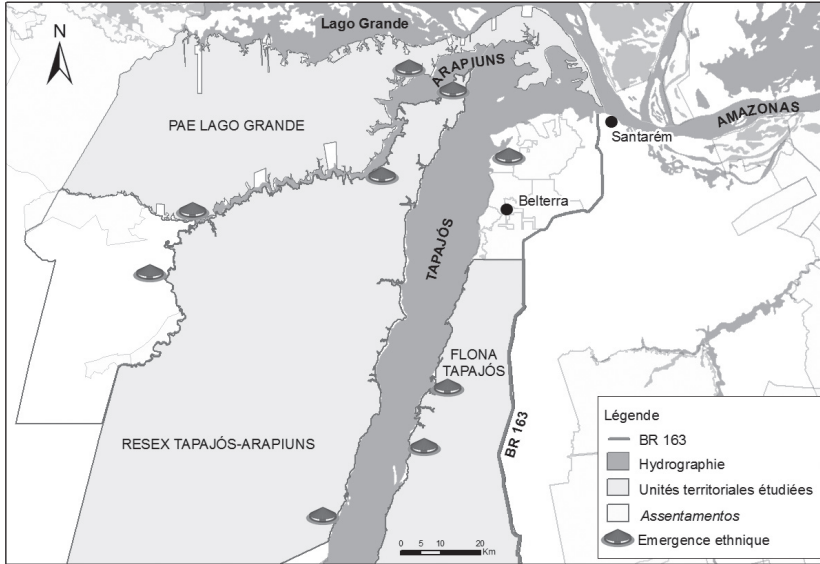 Lago Grande
N
ARAPIUNS
AMAZONAS
Santarém
PAE LAGO GRANDE
Belterra
TAPAJÓS
FLONA
TAPAJÓS
BR 163
RESEX TAPAJÓS-ARAPIUNS
Légende
BR 163
Hydrographie
Unités territoriales étudiées
Assentamentos
Emergence ethnique
0 5 10 20
Km